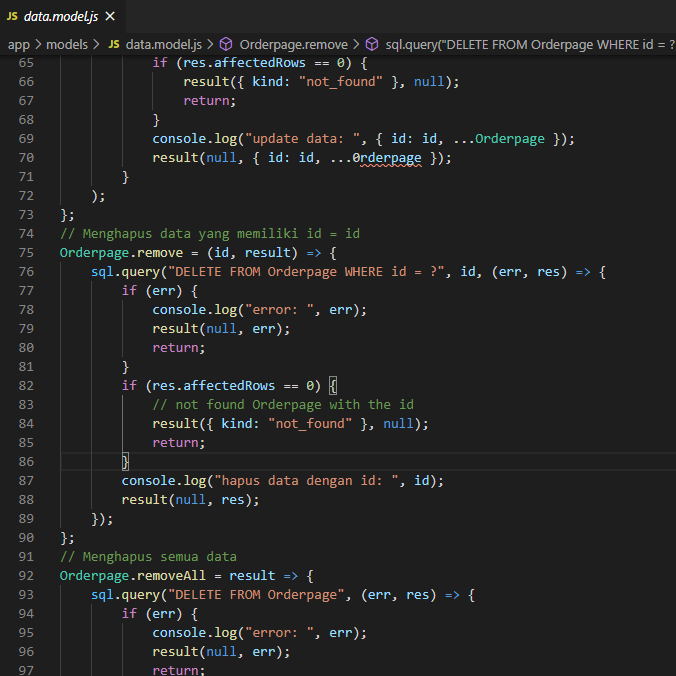 JS data.model.js ×
app > models > JS data.model.js > Orderpage.remove > sql.query("DELETE FROM Orderpage WHERE id = ?
65 if (res.affectedRows == 0) {
66 result({ kind: "not_found" }, null);
67 return;
68 }
69 console.log("update data: ", { id: id, ...Orderpage });
70 result(null, { id: id, ...0rderpage });
71 }
72 );
73 };
74 // Menghapus data yang memiliki id = id
75 Orderpage.remove = (id, result) => {
76 sql.query("DELETE FROM Orderpage WHERE id = ?", id, (err, res) => {
77 if (err) {
78 console.log("error: ", err);
79 result(null, err);
80 return;
81 }
82 if (res.affectedRows == 0) {
83 // not found Orderpage with the id
84 result({ kind: "not_found" }, null);
85 return;
86 }
87 console.log("hapus data dengan id: ", id);
88 result(null, res);
89 });
90 };
91 // Menghapus semua data
92 Orderpage.removeAll = result => {
93 sql.query("DELETE FROM Orderpage", (err, res) => {
94 if (err) {
95 console.log("error: ", err);
96 result(null, err);
97 return;